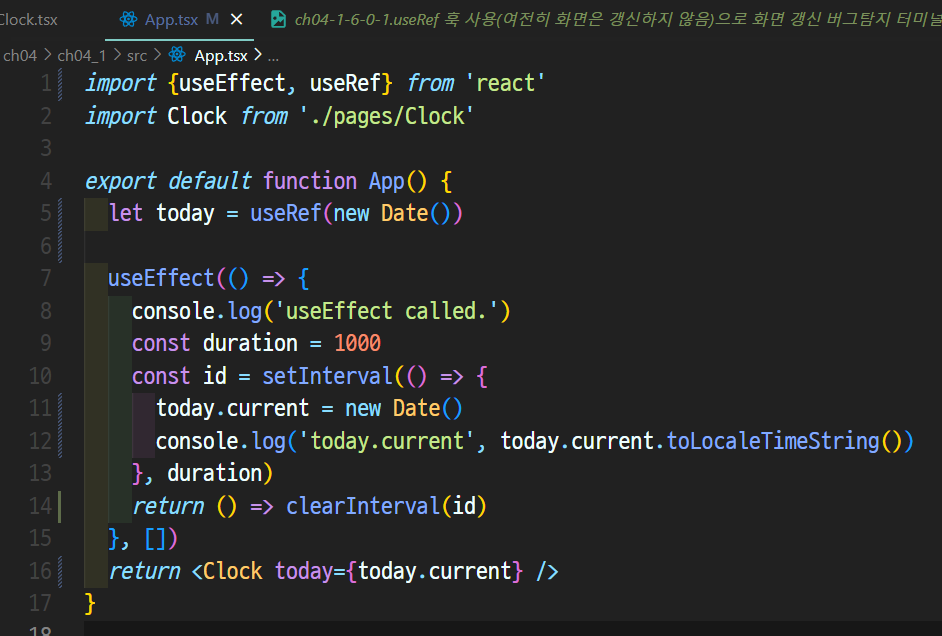 Clock.tsx App.tsx M ch04-1-6-0-1.useRef 훅 사용(여전히 화면은 갱신하지 않음)으로 화면 갱신 버그탐지 터미널
ch04 > ch04_1 > src > App.tsx > ...
1 import {useEffect, useRef} from 'react'
2 import Clock from './pages/Clock'
3
4 export default function App() {
5 let today = useRef(new Date())
6
7 useEffect(() => {
8 console.log('useEffect called.')
9 const duration = 1000
10 const id = setInterval(() => {
11 today.current = new Date()
12 console.log('today.current', today.current.toLocaleTimeString())
13 }, duration)
14 return () => clearInterval(id)
15 }, [])
16 return <Clock today={today.current} />
17 }
18